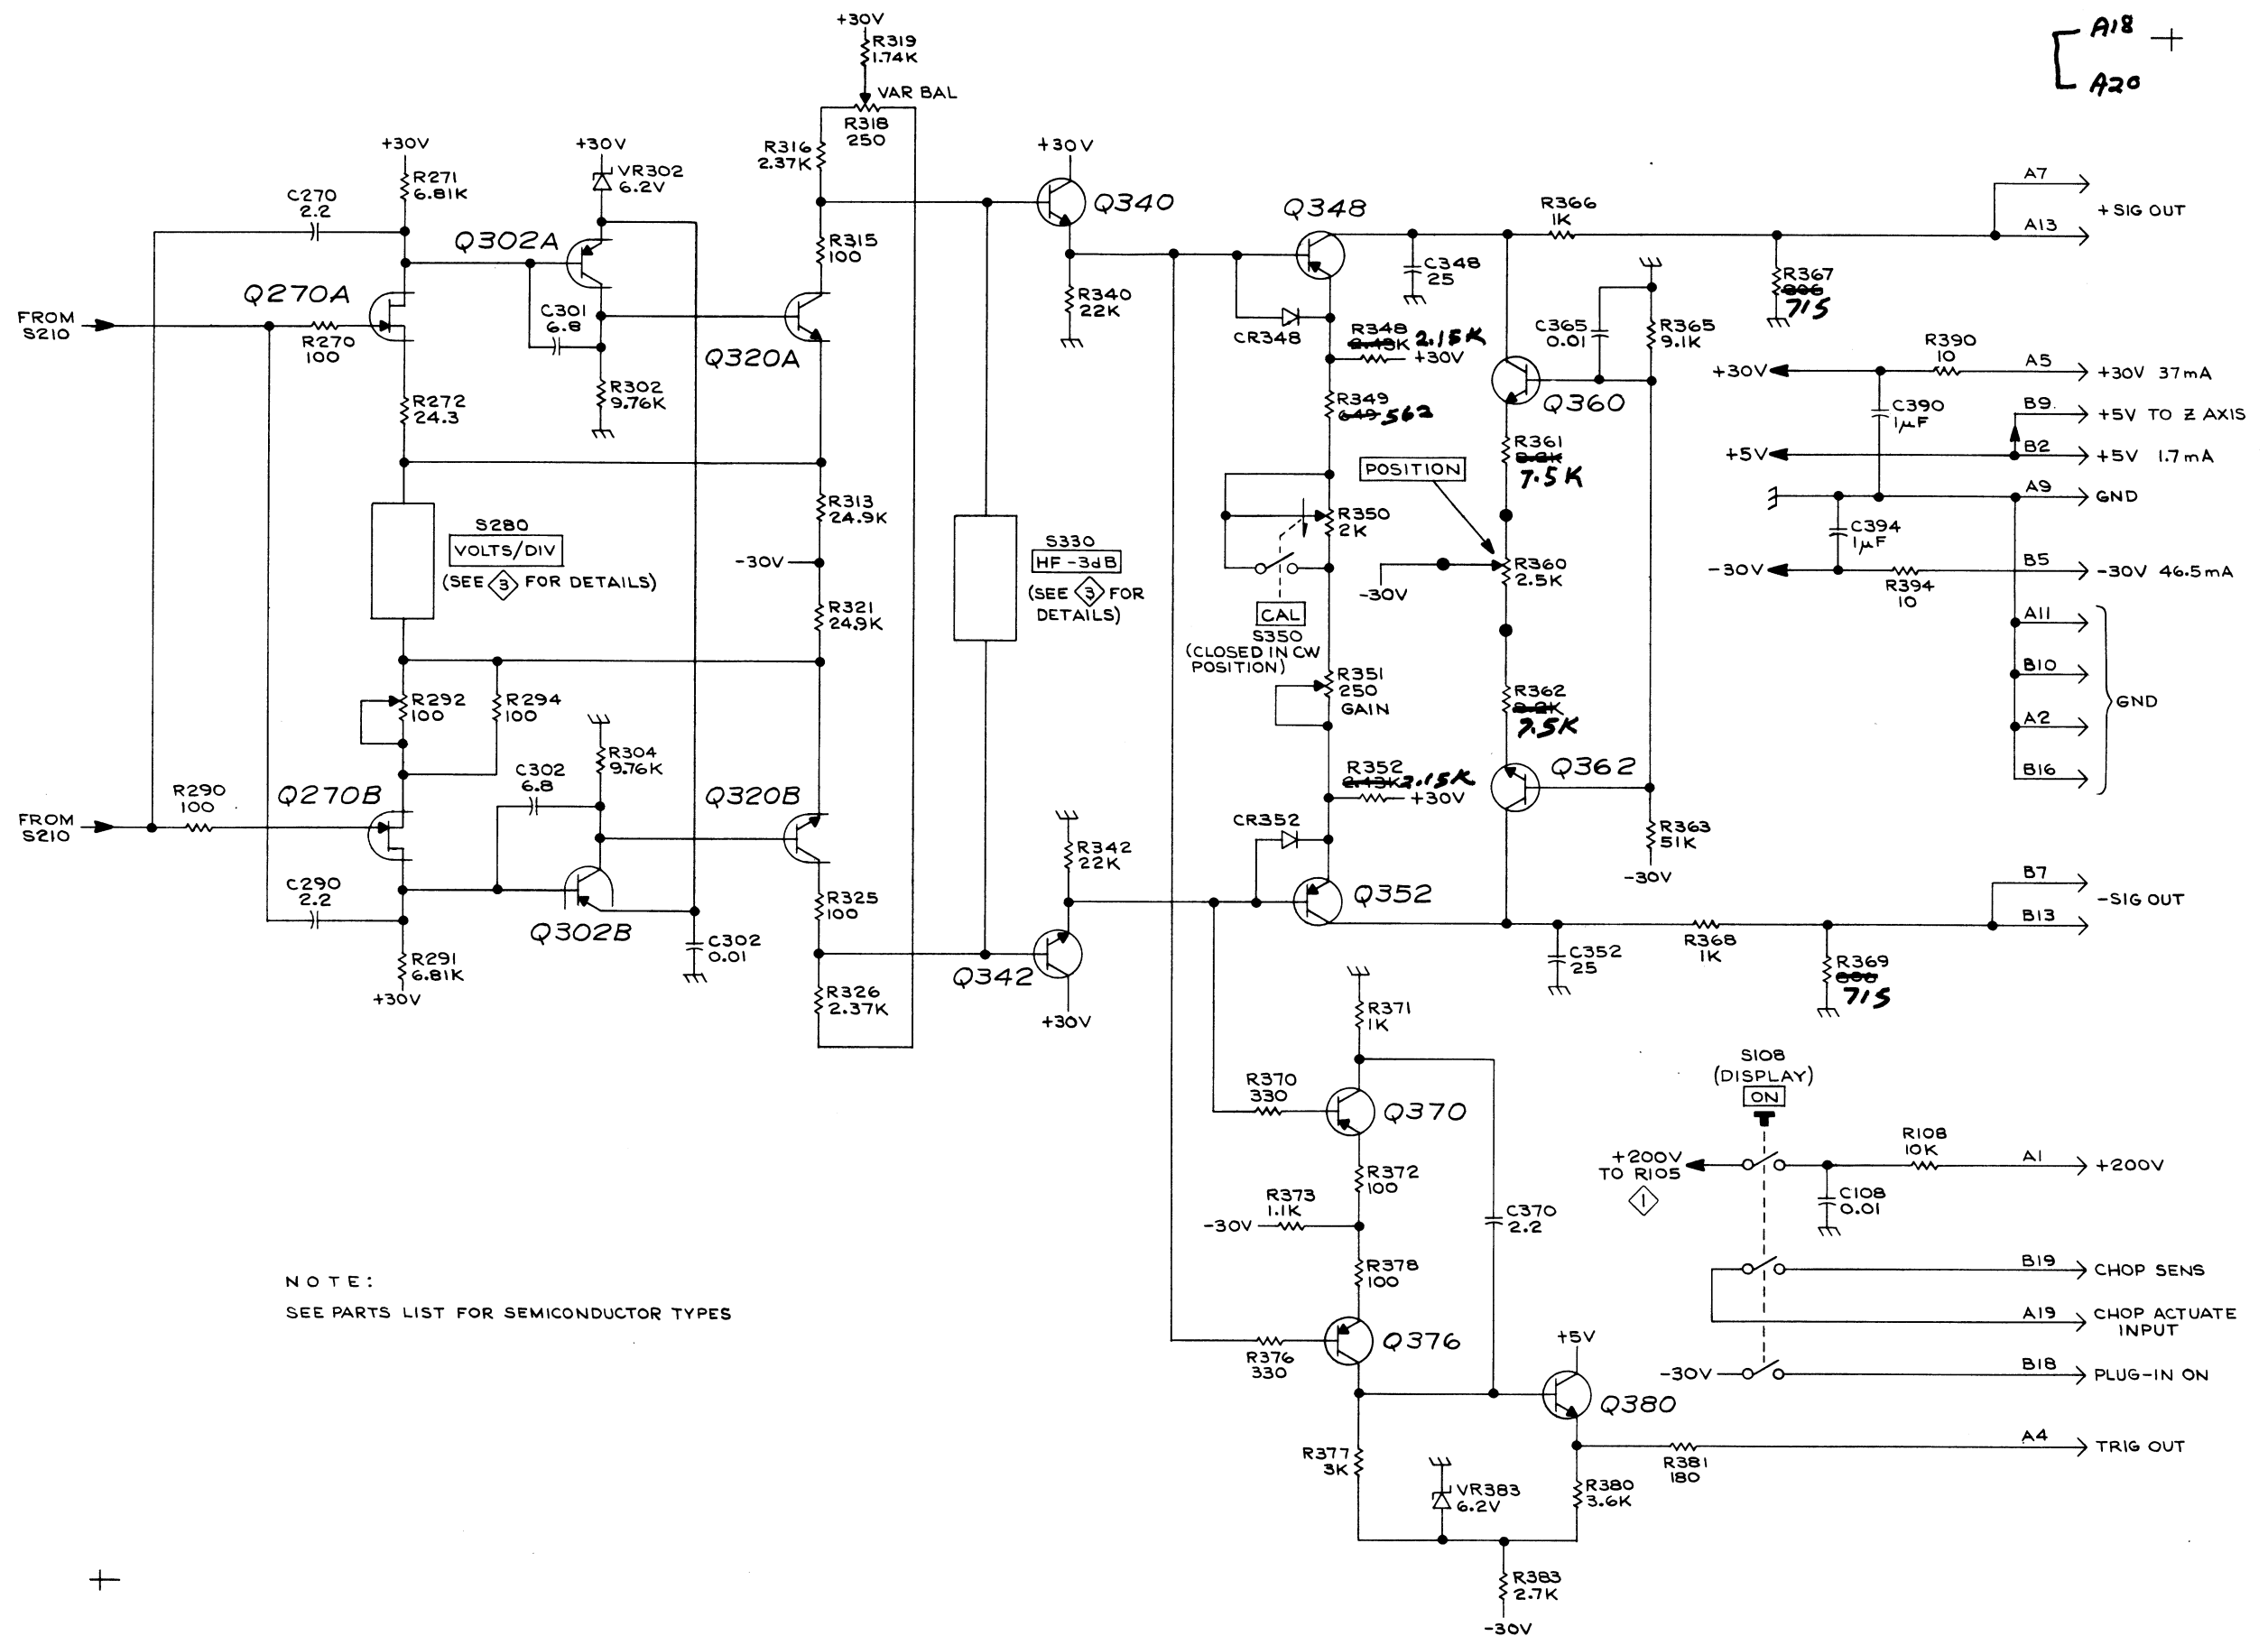 A18
A20
+30V
R319
1.74K
VAR BAL
R318
250
R316
2.37K
+30V
R271
6.81K
C270
2.2
+30V
VR302
6.2V
Q302A
R315
100
+30V
Q340
Q348
R366
1K
A7
+SIG OUT
A13
Q270A
FROM
S210
R270
100
C301
6.8
Q320A
R302
9.76K
R272
24.3
R340
22K
CR348
R348
2.43K 2.15K
+30V
C348
25
C365
0.01
R365
9.1K
R367
806
715
R349
649 562
Q360
R361
8.2K
7.5K
POSITION
+30V
R390
10
A5
+30V 37mA
C390
1µF
B9
+5V TO Z AXIS
+5V
B2
+5V 1.7mA
A9
GND
C394
1µF
-30V
R394
10
B5
-30V 46.5mA
A11
B10
A2
B16
GND
S280
VOLTS/DIV
(SEE 3 FOR DETAILS)
R313
24.9K
-30V
R321
24.9K
S330
HF -3dB
(SEE 3 FOR
DETAILS)
R350
2K
CAL
S350
(CLOSED IN CW
POSITION)
R360
2.5K
-30V
R351
250
GAIN
R362
8.2K
7.5K
R292
100
R294
100
R304
9.76K
C302
6.8
R290
100
Q270B
FROM
S210
Q320B
R352
2.43K 2.15K
+30V
Q362
CR352
R342
22K
R363
51K
-30V
C290
2.2
Q302B
R325
100
C302
0.01
R291
6.81K
+30V
R326
2.37K
Q342
+30V
Q352
B7
-SIG OUT
B13
R368
1K
C352
25
R369
806
715
R371
1K
R370
330
Q370
S108
(DISPLAY)
ON
R372
100
R373
1.1K
-30V
C370
2.2
R378
100
+200V
TO R105
1
R108
10K
A1
+200V
C108
0.01
B19
CHOP SENS
A19
CHOP ACTUATE
INPUT
-30V
B18
PLUG-IN ON
R376
330
Q376
+5V
Q380
A4
TRIG OUT
R381
180
R377
3K
VR383
6.2V
R380
3.6K
R383
2.7K
-30V
NOTE:
SEE PARTS LIST FOR SEMICONDUCTOR TYPES